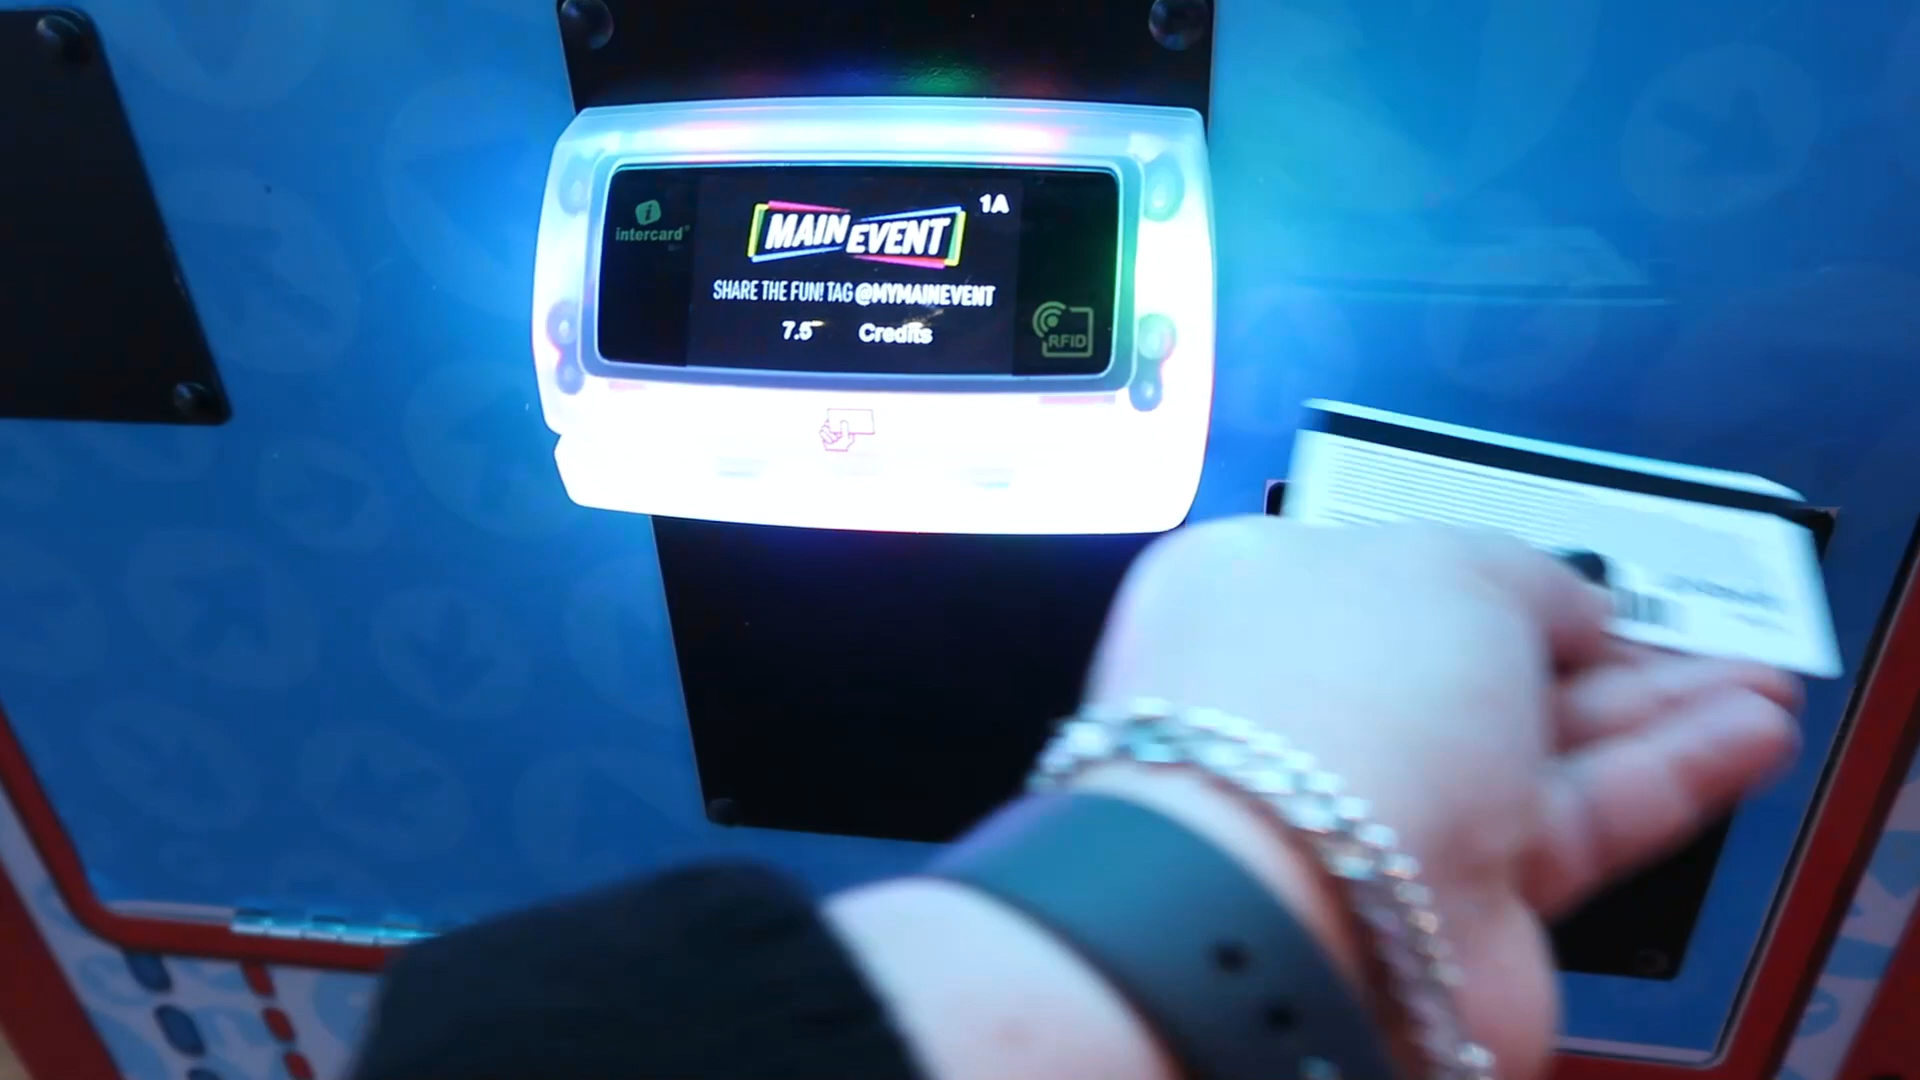 intercard
MAIN EVENT
1A
SHARE THE FUN! TAG @MYMAINEVENT
7.5 Credits
RFID